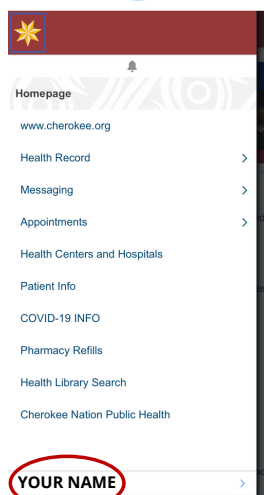 Homepage
www.cherokee.org
Health Record
Messaging
Appointments
Health Centers and Hospitals
Patient Info
COVID-19 INFO
Pharmacy Refills
Health Library Search
Cherokee Nation Public Health
YOUR NAME